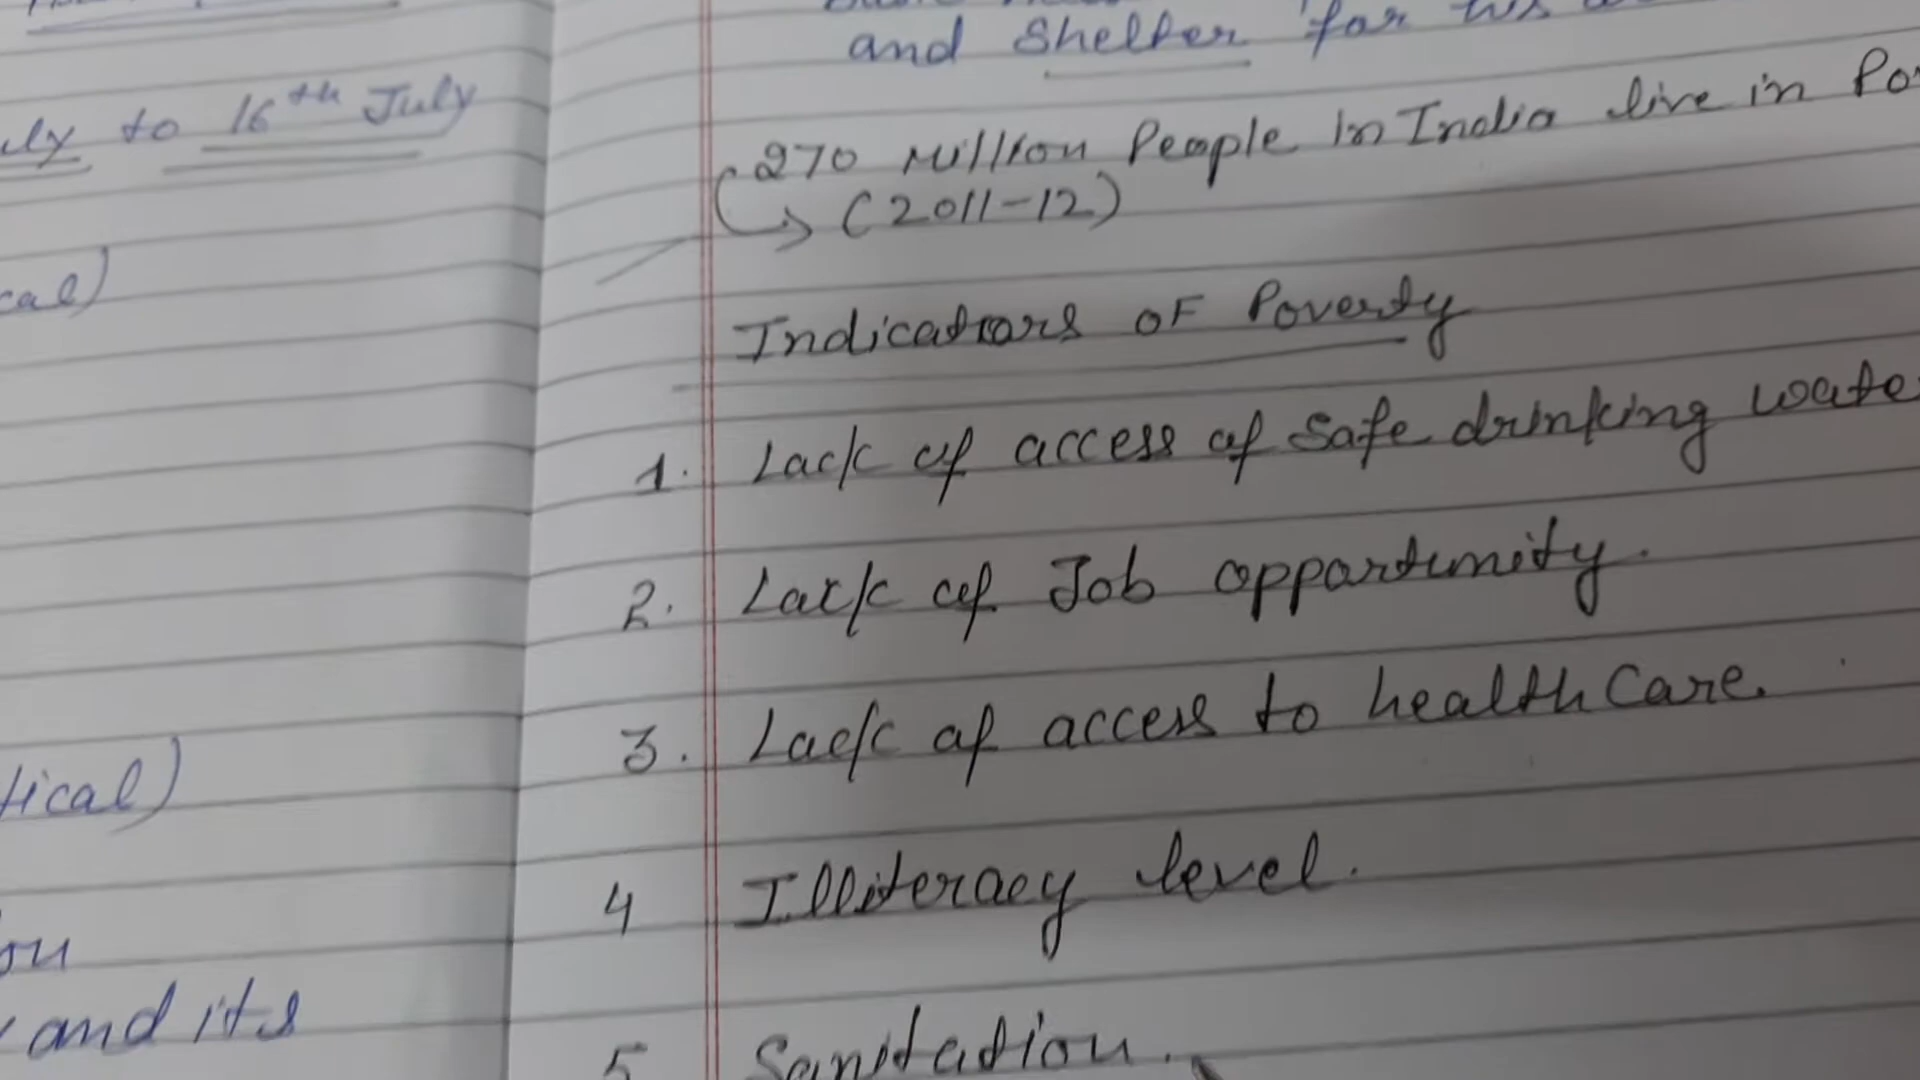 ly to 16th July
cal)
tical)
and its
and Shelter for
270 Million People in India live in
(2011-12)
Indicators OF Poverty
1. Lack of access of safe drinking wate
2. Lack of Job opportunity.
3. Lack of access to health Care.
4 Illiteracy level.
5 Sanitation.